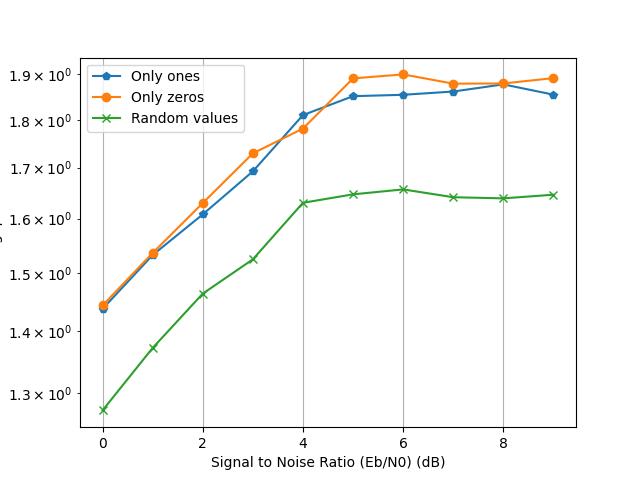 Only ones
Only zeros
Random values
1.9 × 10⁰
1.8 × 10⁰
1.7 × 10⁰
1.6 × 10⁰
1.5 × 10⁰
1.4 × 10⁰
1.3 × 10⁰
0 2 4 6 8
Signal to Noise Ratio (Eb/N0) (dB)